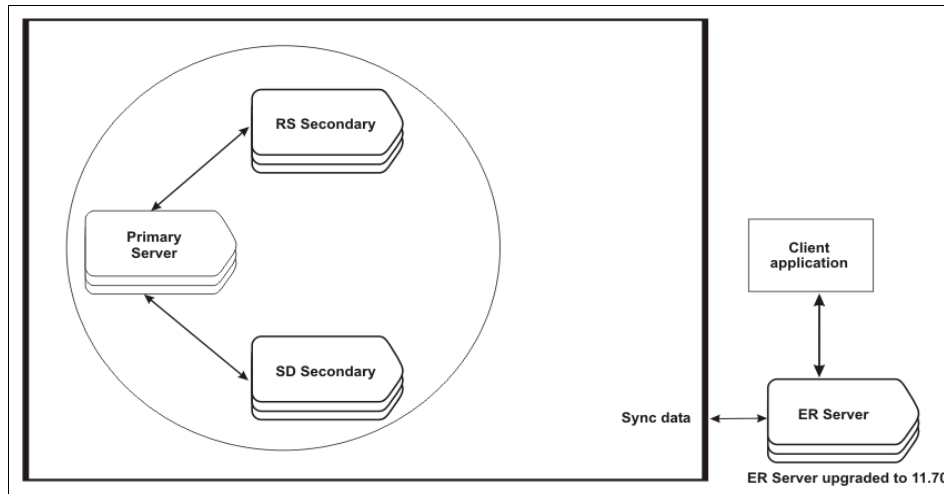 RS Secondary
Primary
Server
Client
application
SD Secondary
Sync data
ER Server
ER Server upgraded to 11.70